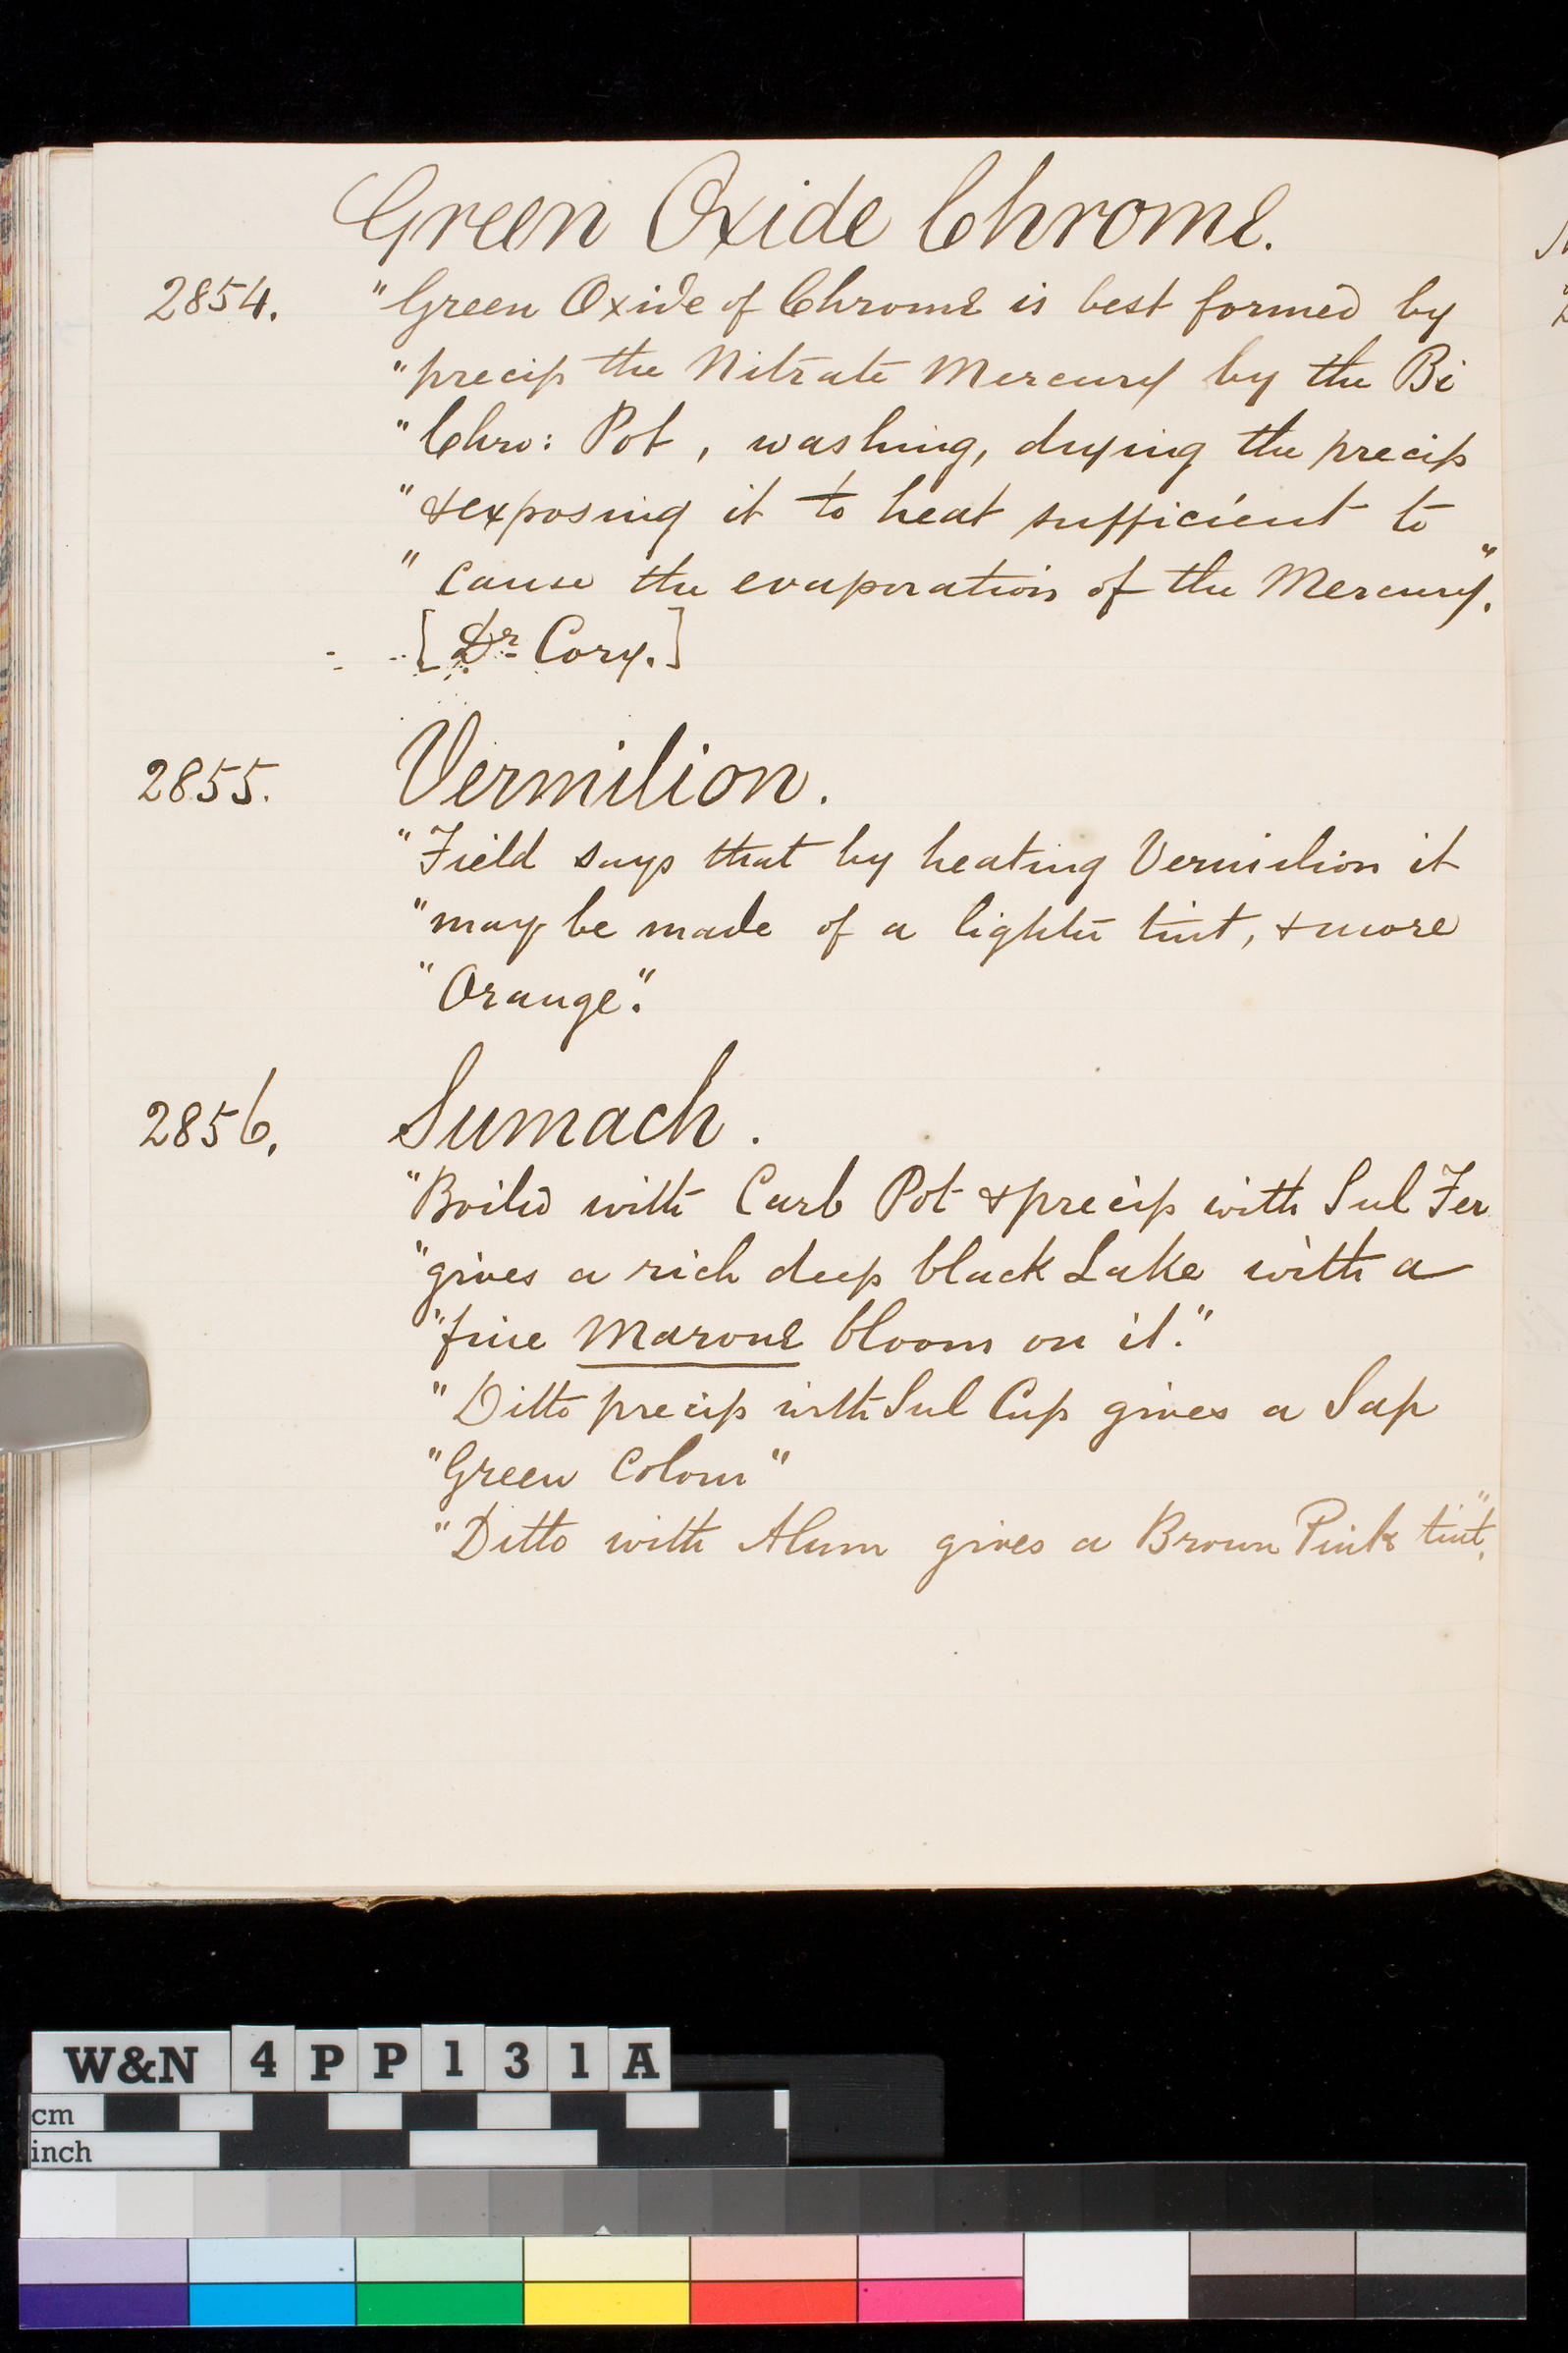 Green Oxide Chrome.
2854. "Green Oxide of Chrome is best formed by
"precip the Nitrate Mercury by the Bi
"Chro: Pot, washing, drying the precip
"& exposing it to heat sufficient to
"cause the evaporation of the Mercury."
[Dr Cory.]
2855. Vermilion.
"Field says that by heating Vermilion it
"may be made of a lighter tint, & more
"Orange."
2856. Sumach.
"Boiled with Carb Pot & precip with Sul Fer
"gives a rich deep black Lake with a
"fine Marone bloom on it."
"Ditto precip with Sul Cup gives a Sap
"Green Colour"
"Ditto with Alum gives a Brown Pink tint."
W&N 4PP131A
cm
inch